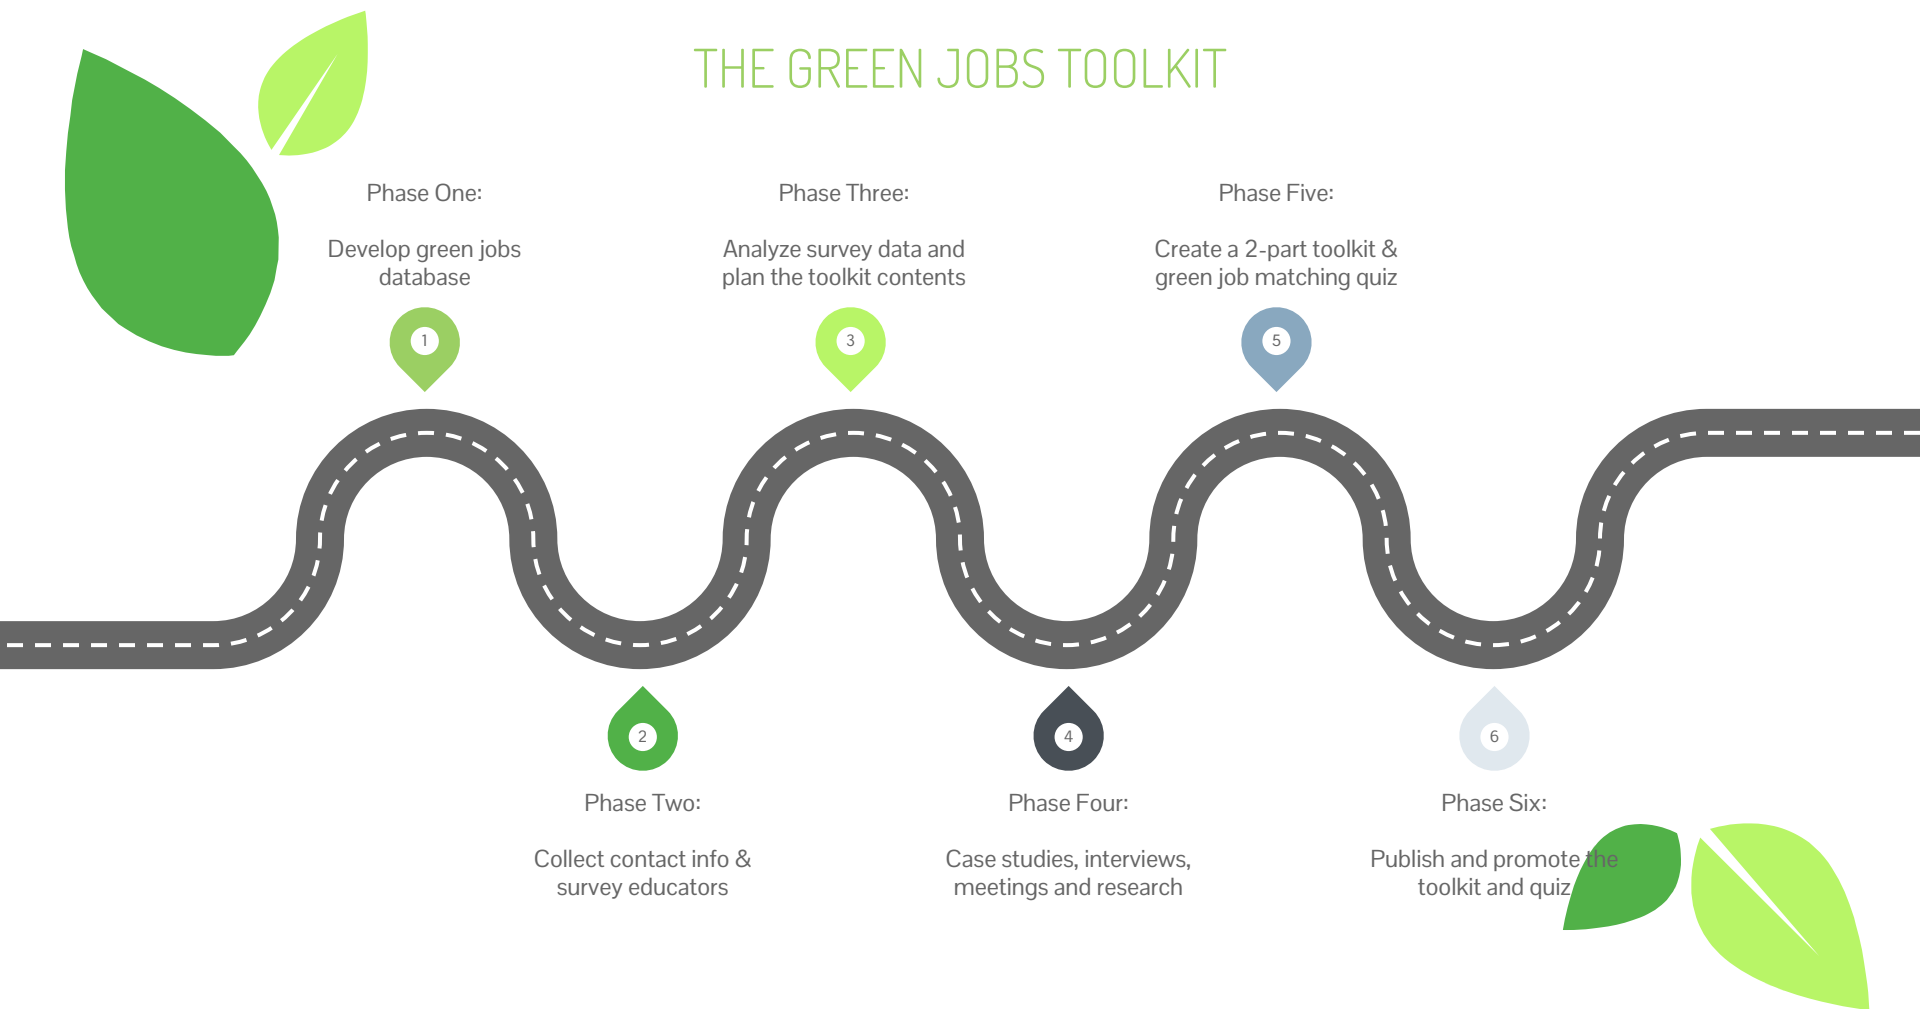 THE GREEN JOBS TOOLKIT
Phase One:
Develop green jobs
database
1
Phase Two:
Collect contact info &
survey educators
2
Phase Three:
Analyze survey data and
plan the toolkit contents
3
Phase Four:
Case studies, interviews,
meetings and research
4
Phase Five:
Create a 2-part toolkit &
green job matching quiz
5
Phase Six:
Publish and promote the
toolkit and quiz
6